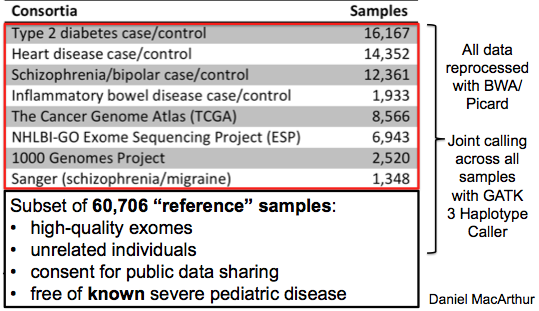 Consortia Samples
Type 2 diabetes case/control 16,167
Heart disease case/control 14,352
Schizophrenia/bipolar case/control 12,361
Inflammatory bowel disease case/control 1,933
The Cancer Genome Atlas (TCGA) 8,566
NHLBI-GO Exome Sequencing Project (ESP) 6,943
1000 Genomes Project 2,520
Sanger (schizophrenia/migraine) 1,348
Subset of 60,706 “reference” samples:
• high-quality exomes
• unrelated individuals
• consent for public data sharing
• free of known severe pediatric disease
All data
reprocessed
with BWA/
Picard
Joint calling
across all
samples
with GATK
3 Haplotype
Caller
Daniel MacArthur